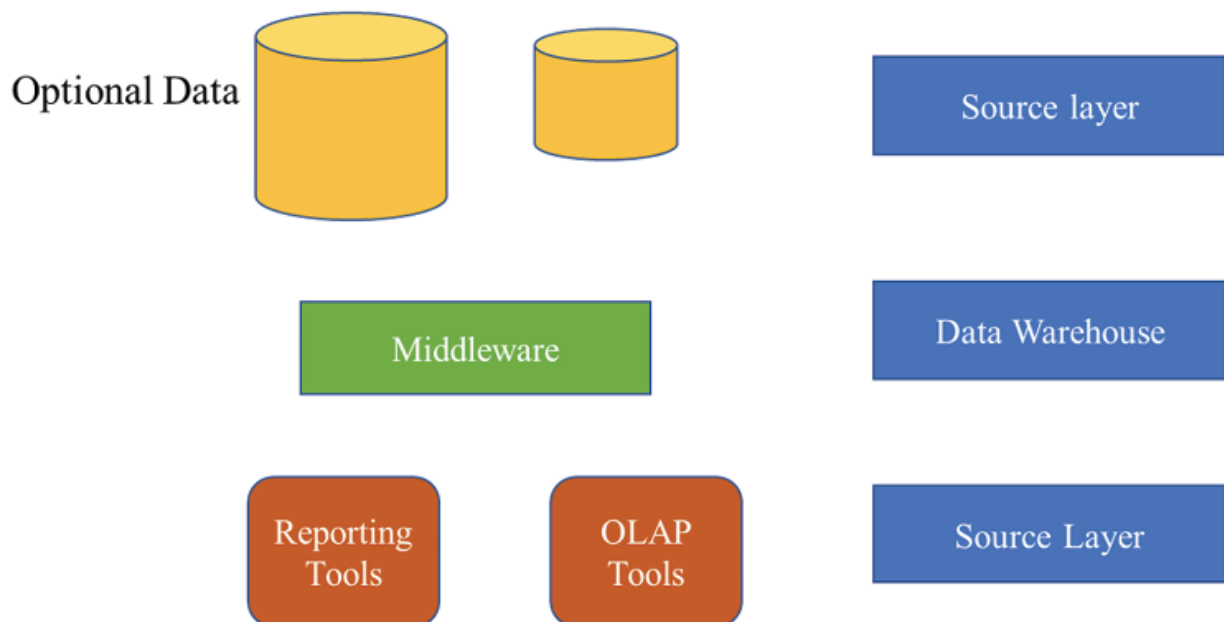 Optional Data
Source layer
Middleware
Data Warehouse
Reporting
Tools
OLAP
Tools
Source Layer